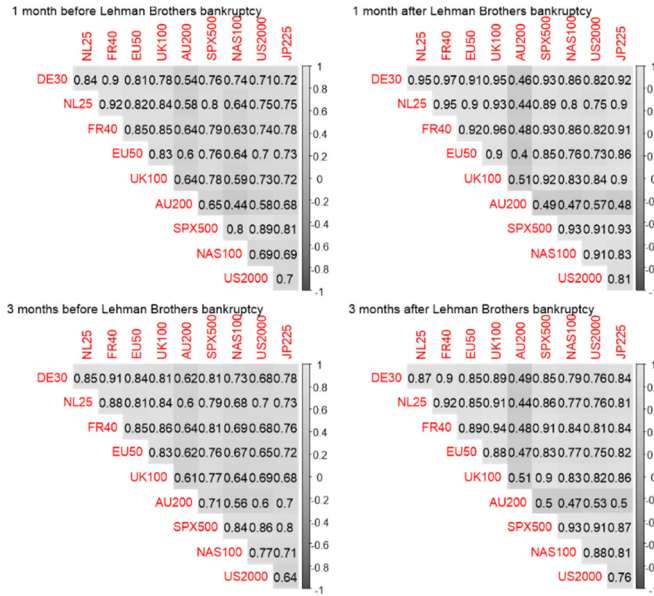 1 month before Lehman Brothers bankruptcy
NL25 FR40 EU50 UK100 AU200 SPX500 NAS100 US2000 JP225
DE30 0.84 0.9 0.81 0.78 0.54 0.76 0.74 0.71 0.72
NL25 0.92 0.82 0.84 0.58 0.8 0.64 0.75 0.75
FR40 0.85 0.85 0.64 0.79 0.63 0.74 0.78
EU50 0.83 0.6 0.76 0.64 0.7 0.73
UK100 0.64 0.78 0.59 0.73 0.72
AU200 0.65 0.44 0.58 0.68
SPX500 0.8 0.89 0.81
NAS100 0.69 0.69
US2000 0.7
1
0.8
0.6
0.4
0.2
0
-0.2
-0.4
-0.6
-0.8
-1
1 month after Lehman Brothers bankruptcy
NL25 FR40 EU50 UK100 AU200 SPX500 NAS100 US2000 JP225
DE30 0.95 0.97 0.91 0.95 0.46 0.93 0.86 0.82 0.92
NL25 0.95 0.9 0.93 0.44 0.89 0.8 0.75 0.9
FR40 0.92 0.96 0.48 0.93 0.86 0.82 0.91
EU50 0.9 0.4 0.85 0.76 0.73 0.86
UK100 0.51 0.92 0.83 0.84 0.9
AU200 0.49 0.47 0.57 0.48
SPX500 0.93 0.91 0.93
NAS100 0.91 0.83
US2000 0.81
1
-1
3 months before Lehman Brothers bankruptcy
NL25 FR40 EU50 UK100 AU200 SPX500 NAS100 US2000 JP225
DE30 0.85 0.91 0.84 0.81 0.62 0.81 0.73 0.68 0.78
NL25 0.88 0.81 0.84 0.6 0.79 0.68 0.7 0.73
FR40 0.85 0.86 0.64 0.81 0.69 0.68 0.76
EU50 0.83 0.62 0.76 0.67 0.65 0.72
UK100 0.61 0.77 0.64 0.69 0.68
AU200 0.71 0.56 0.6 0.7
SPX500 0.84 0.86 0.8
NAS100 0.77 0.71
US2000 0.64
1
0.8
0.6
0.4
0.2
0
-0.2
-0.4
-0.6
-0.8
-1
3 months after Lehman Brothers bankruptcy
NL25 FR40 EU50 UK100 AU200 SPX500 NAS100 US2000 JP225
DE30 0.87 0.9 0.85 0.89 0.49 0.85 0.79 0.76 0.84
NL25 0.92 0.85 0.91 0.44 0.86 0.77 0.76 0.81
FR40 0.89 0.94 0.48 0.91 0.84 0.81 0.84
EU50 0.88 0.47 0.83 0.77 0.75 0.82
UK100 0.51 0.9 0.83 0.82 0.86
AU200 0.5 0.47 0.53 0.5
SPX500 0.93 0.91 0.87
NAS100 0.88 0.81
US2000 0.76
1
-1